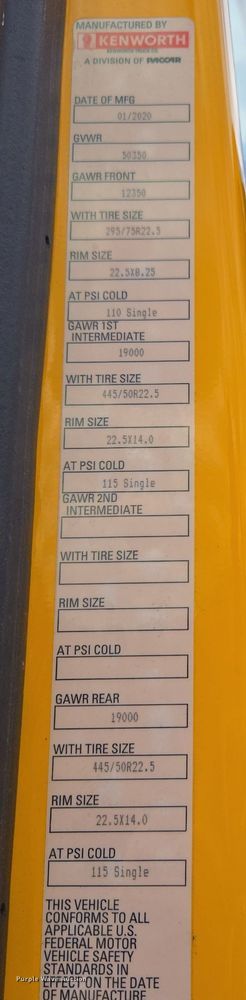 MANUFACTURED BY
KENWORTH
KENWORTH TRUCK CO.
A DIVISION OF PACCAR
DATE OF MFG
01/2020
GVWR
50350
GAWR FRONT
12350
WITH TIRE SIZE
295/75R22.5
RIM SIZE
22.5X8.25
AT PSI COLD
110 Single
GAWR 1ST
INTERMEDIATE
19000
WITH TIRE SIZE
445/50R22.5
RIM SIZE
22.5X14.0
AT PSI COLD
115 Single
GAWR 2ND
INTERMEDIATE
WITH TIRE SIZE
RIM SIZE
AT PSI COLD
GAWR REAR
19000
WITH TIRE SIZE
445/50R22.5
RIM SIZE
22.5X14.0
AT PSI COLD
115 Single
THIS VEHICLE
CONFORMS TO ALL
APPLICABLE U.S.
FEDERAL MOTOR
VEHICLE SAFETY
STANDARDS IN
EFFECT ON THE DATE
OF MANUFACTURE